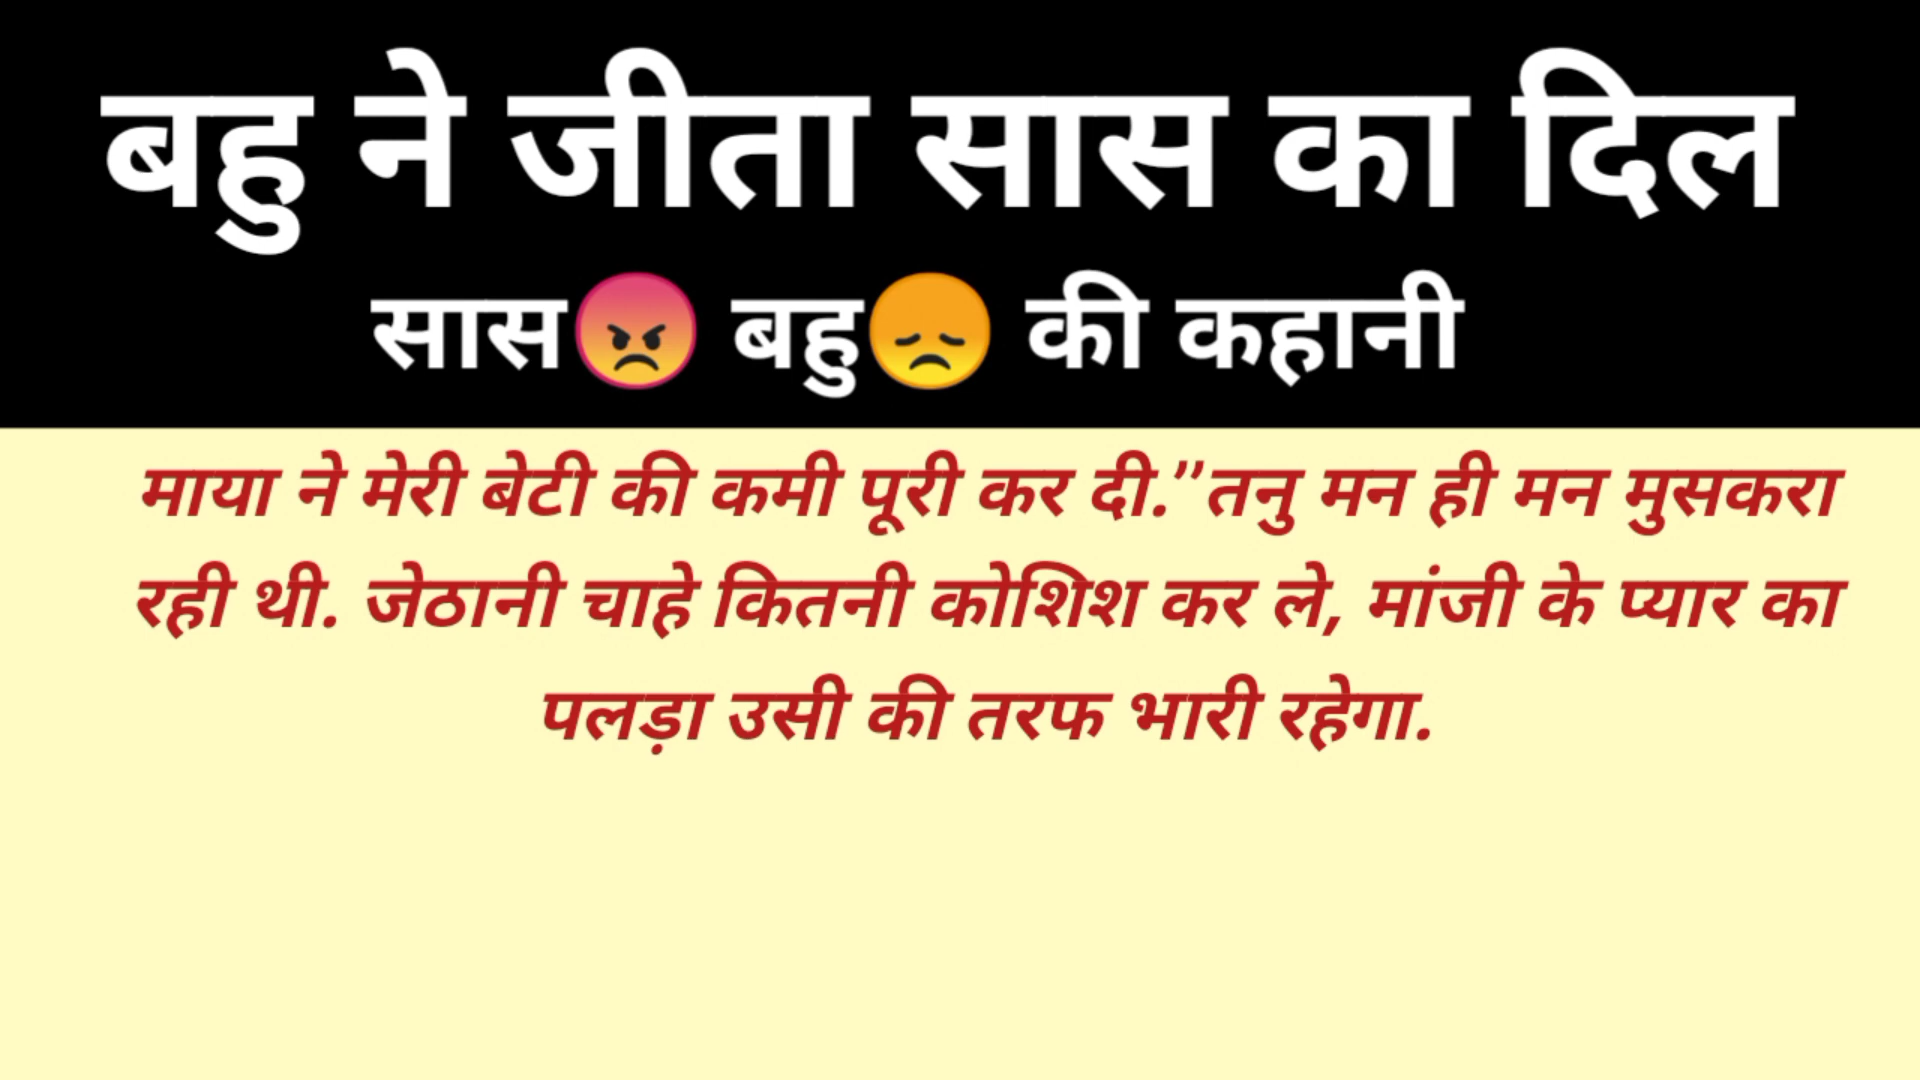 बहु ने जीता सास का दिल
सास😡 बहु😞 की कहानी
माया ने मेरी बेटी की कमी पूरी कर दी.’’तनु मन ही मन मुसकरा
रही थी. जेठानी चाहे कितनी कोशिश कर ले, मांजी के प्यार का
पलड़ा उसी की तरफ भारी रहेगा.